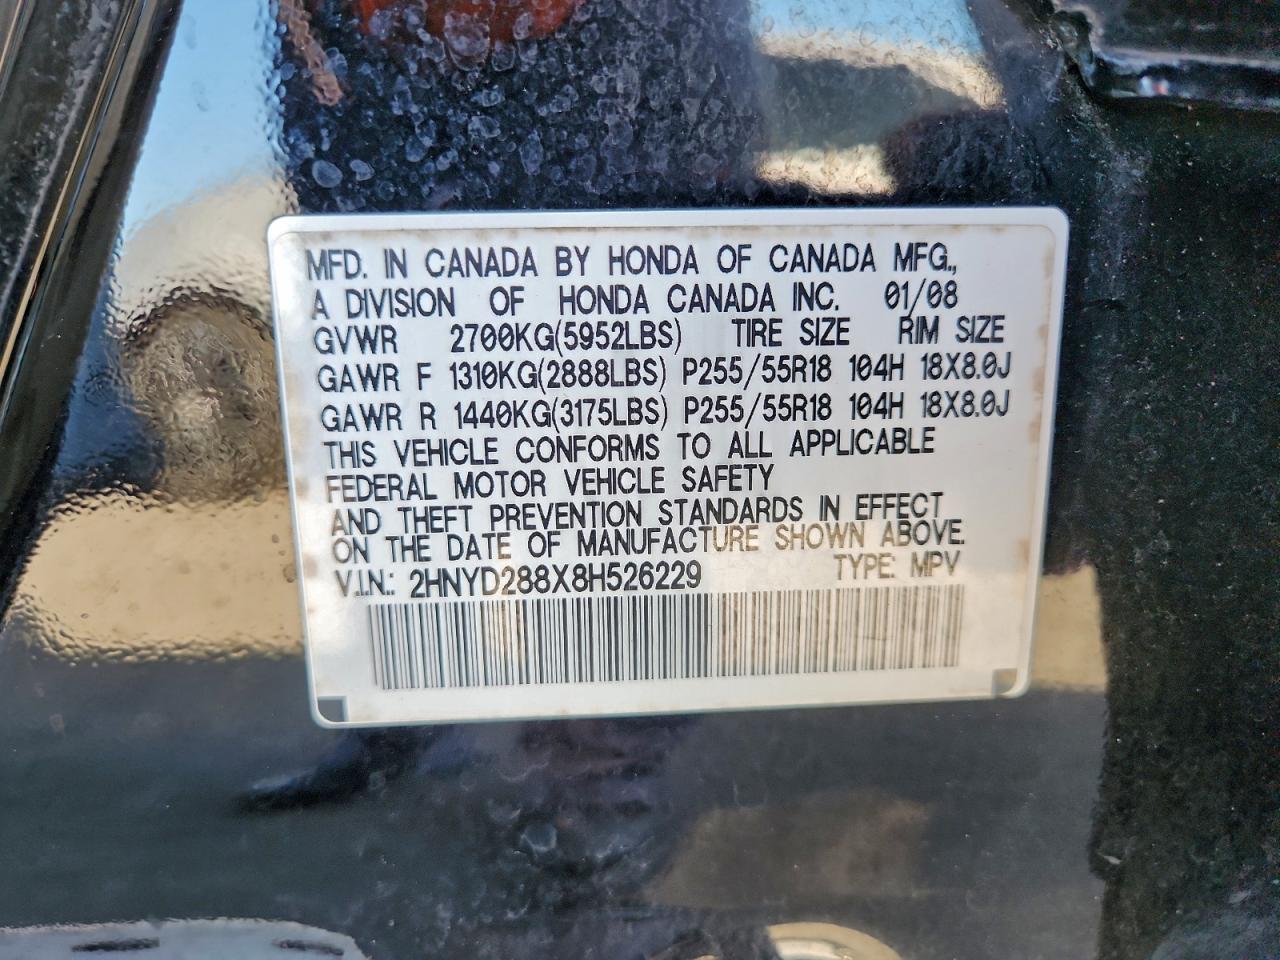 MFD. IN CANADA BY HONDA OF CANADA MFG.,
A DIVISION OF HONDA CANADA INC. 01/08
GVWR 2700KG(5952LBS) TIRE SIZE RIM SIZE
GAWR F 1310KG(2888LBS) P255/55R18 104H 18X8.0J
GAWR R 1440KG(3175LBS) P255/55R18 104H 18X8.0J
THIS VEHICLE CONFORMS TO ALL APPLICABLE
FEDERAL MOTOR VEHICLE SAFETY
AND THEFT PREVENTION STANDARDS IN EFFECT
ON THE DATE OF MANUFACTURE SHOWN ABOVE.
V.I.N.: 2HNYD288X8H526229 TYPE: MPV